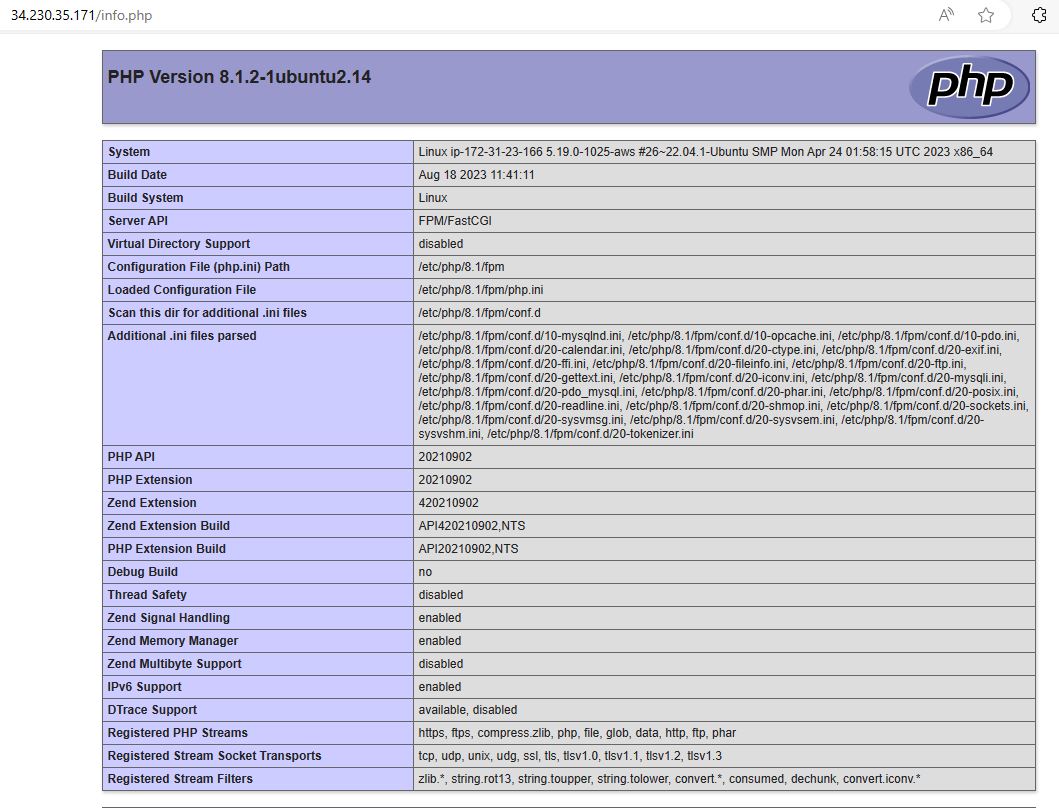 34.230.35.171/info.php
PHP Version 8.1.2-1ubuntu2.14
php
System Linux ip-172-31-23-166 5.19.0-1025-aws #26~22.04.1-Ubuntu SMP Mon Apr 24 01:58:15 UTC 2023 x86_64
Build Date Aug 18 2023 11:41:11
Build System Linux
Server API FPM/FastCGI
Virtual Directory Support disabled
Configuration File (php.ini) Path /etc/php/8.1/fpm
Loaded Configuration File /etc/php/8.1/fpm/php.ini
Scan this dir for additional .ini files /etc/php/8.1/fpm/conf.d
Additional .ini files parsed /etc/php/8.1/fpm/conf.d/10-mysqlnd.ini, /etc/php/8.1/fpm/conf.d/10-opcache.ini, /etc/php/8.1/fpm/conf.d/10-pdo.ini,
/etc/php/8.1/fpm/conf.d/20-calendar.ini, /etc/php/8.1/fpm/conf.d/20-ctype.ini, /etc/php/8.1/fpm/conf.d/20-exif.ini,
/etc/php/8.1/fpm/conf.d/20-ffi.ini, /etc/php/8.1/fpm/conf.d/20-fileinfo.ini, /etc/php/8.1/fpm/conf.d/20-ftp.ini,
/etc/php/8.1/fpm/conf.d/20-gettext.ini, /etc/php/8.1/fpm/conf.d/20-iconv.ini, /etc/php/8.1/fpm/conf.d/20-mysqli.ini,
/etc/php/8.1/fpm/conf.d/20-pdo_mysql.ini, /etc/php/8.1/fpm/conf.d/20-phar.ini, /etc/php/8.1/fpm/conf.d/20-posix.ini,
/etc/php/8.1/fpm/conf.d/20-readline.ini, /etc/php/8.1/fpm/conf.d/20-shmop.ini, /etc/php/8.1/fpm/conf.d/20-sockets.ini,
/etc/php/8.1/fpm/conf.d/20-sysvmsg.ini, /etc/php/8.1/fpm/conf.d/20-sysvsem.ini, /etc/php/8.1/fpm/conf.d/20-
sysvshm.ini, /etc/php/8.1/fpm/conf.d/20-tokenizer.ini
PHP API 20210902
PHP Extension 20210902
Zend Extension 420210902
Zend Extension Build API420210902,NTS
PHP Extension Build API20210902,NTS
Debug Build no
Thread Safety disabled
Zend Signal Handling enabled
Zend Memory Manager enabled
Zend Multibyte Support disabled
IPv6 Support enabled
DTrace Support available, disabled
Registered PHP Streams https, ftps, compress.zlib, php, file, glob, data, http, ftp, phar
Registered Stream Socket Transports tcp, udp, unix, udg, ssl, tls, tlsv1.0, tlsv1.1, tlsv1.2, tlsv1.3
Registered Stream Filters zlib.*, string.rot13, string.toupper, string.tolower, convert.*, consumed, dechunk, convert.iconv.*